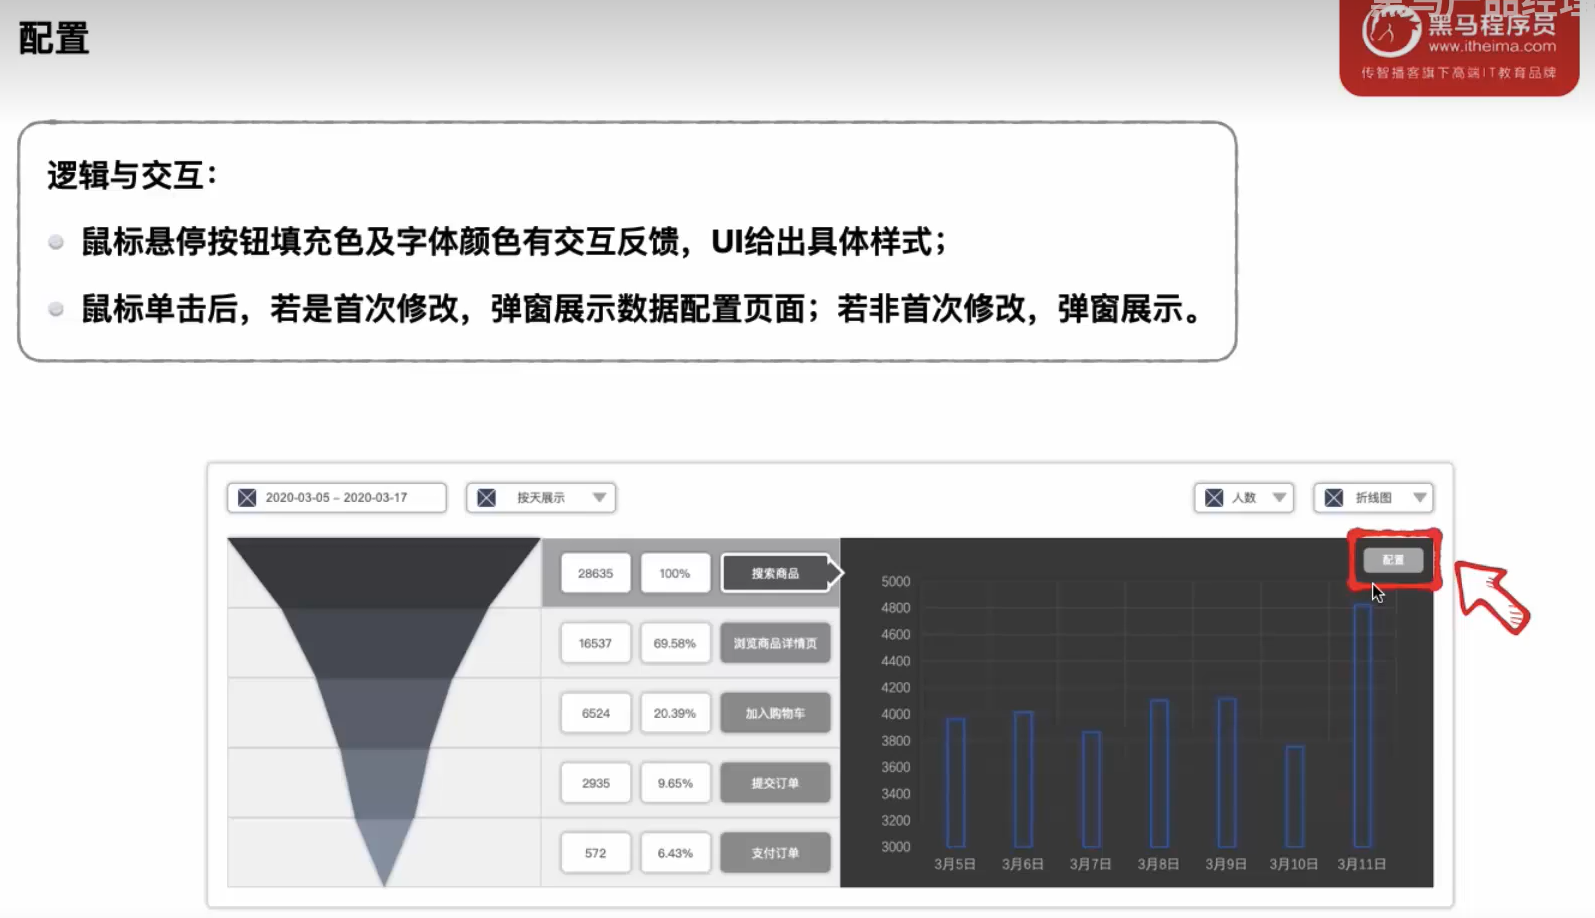 配置
黑马产品经理
黑马程序员
www.itheima.com
传智播客旗下高端IT教育品牌
逻辑与交互：
鼠标悬停按钮填充色及字体颜色有交互反馈，UI给出具体样式；
鼠标单击后，若是首次修改，弹窗展示数据配置页面；若非首次修改，弹窗展示。
2020-03-05 – 2020-03-17
按天展示
人数
折线图
28635
100%
搜索商品
16537
69.58%
浏览商品详情页
6524
20.39%
加入购物车
2935
9.65%
提交订单
572
6.43%
支付订单
配置
5000
4800
4600
4400
4200
4000
3800
3600
3400
3200
3000
3月5日
3月6日
3月7日
3月8日
3月9日
3月10日
3月11日